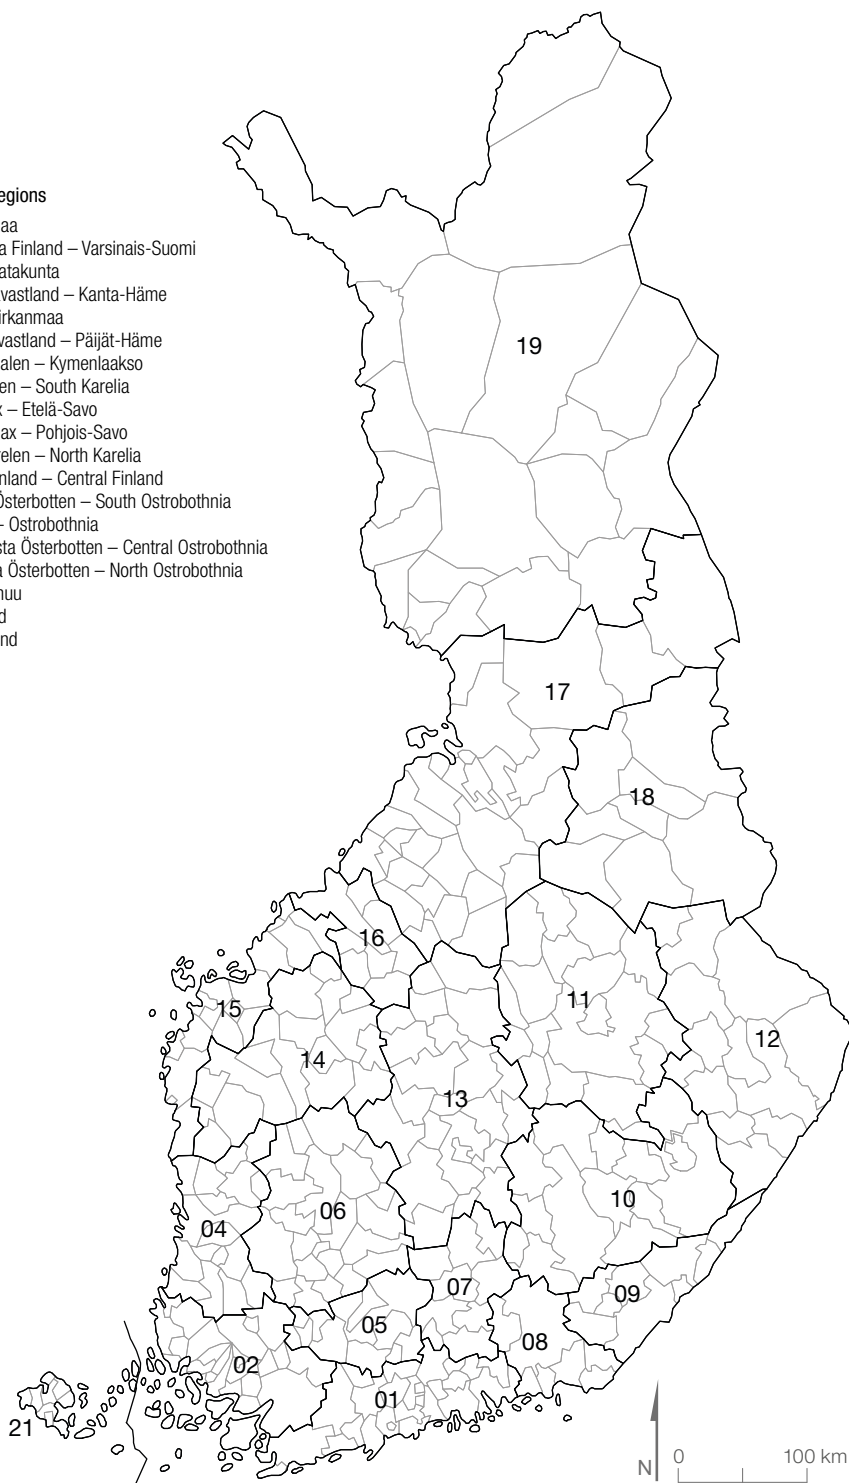 egions
aa
a Finland – Varsinais-Suomi
atakunta
vastland – Kanta-Häme
irkanmaa
vastland – Päijät-Häme
alen – Kymenlaakso
en – South Karelia
x – Etelä-Savo
ax – Pohjois-Savo
elen – North Karelia
nland – Central Finland
Österbotten – South Ostrobothnia
– Ostrobothnia
sta Österbotten – Central Ostrobothnia
a Österbotten – North Ostrobothnia
nuu
d
nd
19
17
18
16
11
15
12
14
13
10
06
04
07
09
05
08
02
01
21
N
0
100 km